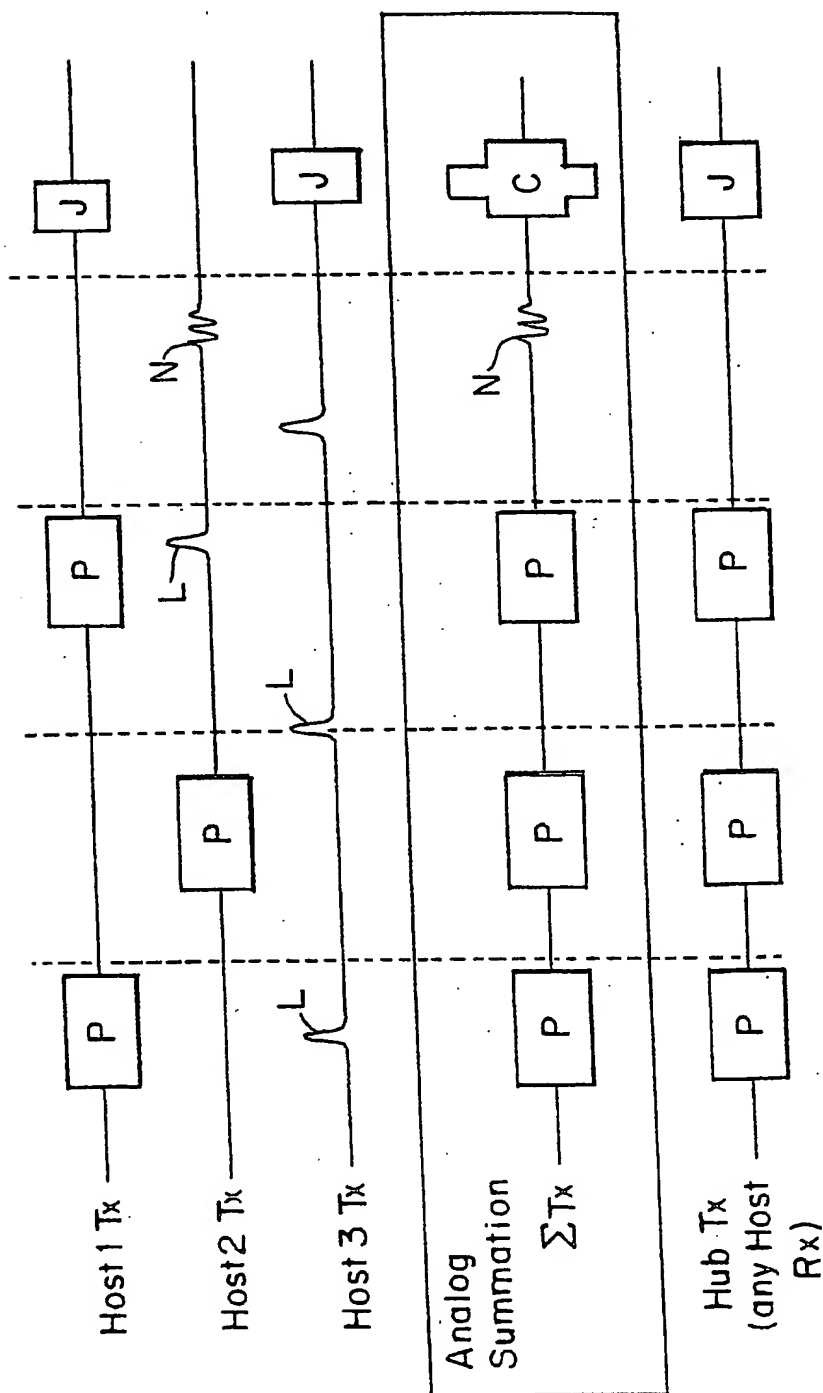 Host 1 Tx
P
P
J
Host 2 Tx
P
L
N
Host 3 Tx
L
L
J
Analog
Summation
ΣTx
P
P
P
N
C
Hub Tx
(any Host
Rx)
P
P
P
J